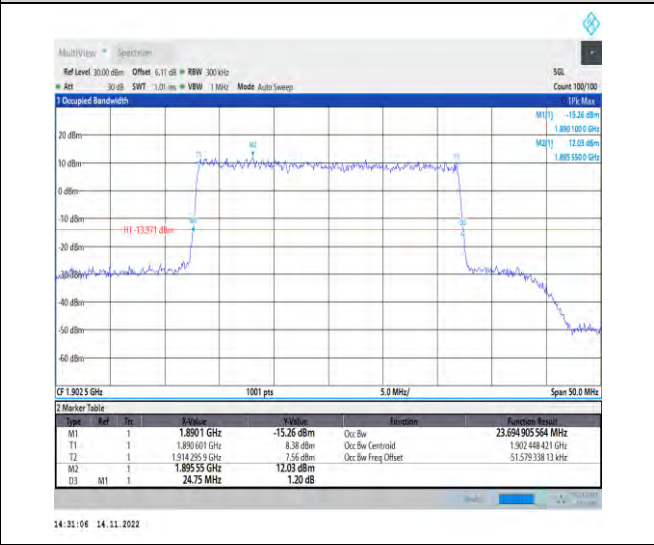 MultiView Spectrum
Ref Level 30.00 dBm Offset 6.11 dB RBW 300 kHz SGL
Att 30 dB SWT 1.01 ms VBW 1 MHz Mode Auto Sweep Count 100/100
1 Occupied Bandwidth 1Pk Max
M1[1] -15.26 dBm
1.890 100 0 GHz
M2[1] 12.03 dBm
1.895 550 0 GHz
20 dBm
M2
T1
10 dBm
0 dBm
-10 dBm
M1
D3
H1 -13.971 dBm
-20 dBm
-30 dBm
-40 dBm
-50 dBm
-60 dBm
CF 1.902 5 GHz 1001 pts 5.0 MHz/ Span 50.0 MHz
2 Marker Table
Type Ref Trc X-Value Y-Value Function Function Result
M1 1 1.8901 GHz -15.26 dBm Occ Bw 23.694 905 564 MHz
T1 1 1.890 601 GHz 8.38 dBm Occ Bw Centroid 1.902 448 421 GHz
T2 1 1.914 295 9 GHz 7.56 dBm Occ Bw Freq Offset -51.579 338 13 kHz
M2 1 1.895 55 GHz 12.03 dBm
D3 M1 1 24.75 MHz 1.20 dB
14:31:06 14.11.2022